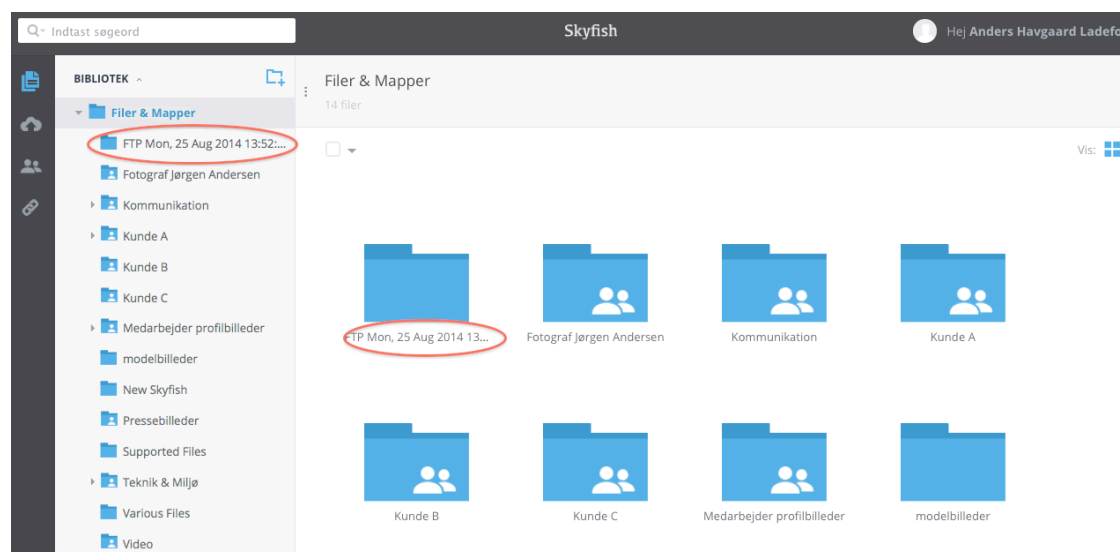 Indtast søgeord
Skyfish
Hej Anders Havgaard Ladefo
BIBLIOTEK
Filer & Mapper
FTP Mon, 25 Aug 2014 13:52:...
Fotograf Jørgen Andersen
Kommunikation
Kunde A
Kunde B
Kunde C
Medarbejder profilbilleder
modelbilleder
New Skyfish
Pressebilleder
Supported Files
Teknik & Miljø
Various Files
Video
Filer & Mapper
14 filer
Vis:
FTP Mon, 25 Aug 2014 13...
Fotograf Jørgen Andersen
Kommunikation
Kunde A
Kunde B
Kunde C
Medarbejder profilbilleder
modelbilleder